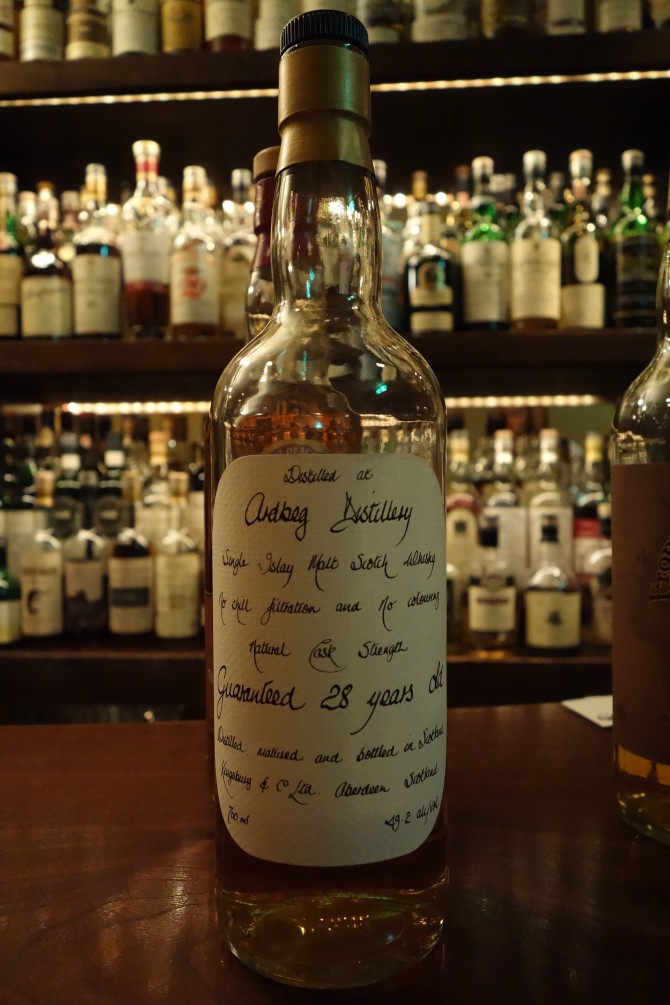 Distilled at
Ardbeg Distillery
Single Islay Malt Scotch Whisky
No chill filtration and No colouring
Natural Cask Strength
Guaranteed 28 years old
Distilled matured and bottled in Scotland
Kingsbury & Co Ltd. Aberdeen Scotland
700 ml
49.2 alc/vol